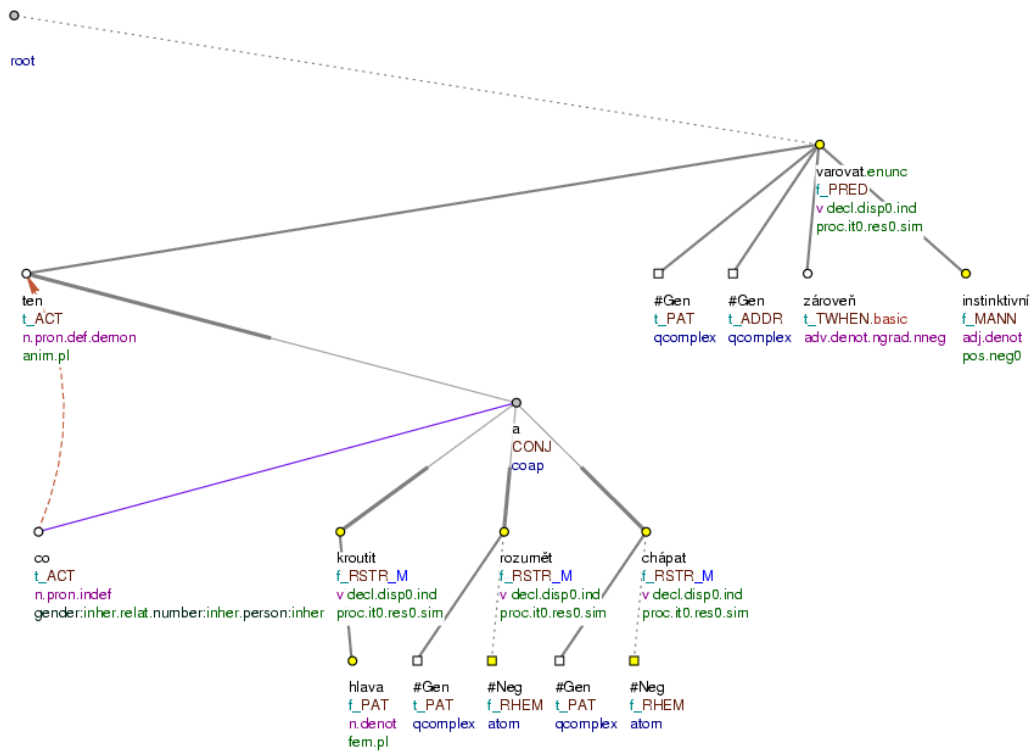 root
varovat.enunc
f_PRED
v decl.disp0.ind
proc.it0.res0.sim
ten
t_ACT
n.pron.def.demon
anim.pl
#Gen
t_PAT
qcomplex
#Gen
t_ADDR
qcomplex
zároveň
t_TWHEN.basic
adv.denot.ngrad.nneg
instinktivní
f_MANN
adj.denot
pos.neg0
a
CONJ
coap
co
t_ACT
n.pron.indef
gender:inher.relat.number:inher.person:inher
kroutit
f_RSTR_M
v decl.disp0.ind
proc.it0.res0.sim
rozumět
f_RSTR_M
v decl.disp0.ind
proc.it0.res0.sim
chápat
f_RSTR_M
v decl.disp0.ind
proc.it0.res0.sim
hlava
f_PAT
n.denot
fem.pl
#Gen
t_PAT
qcomplex
#Neg
f_RHEM
atom
#Gen
t_PAT
qcomplex
#Neg
f_RHEM
atom